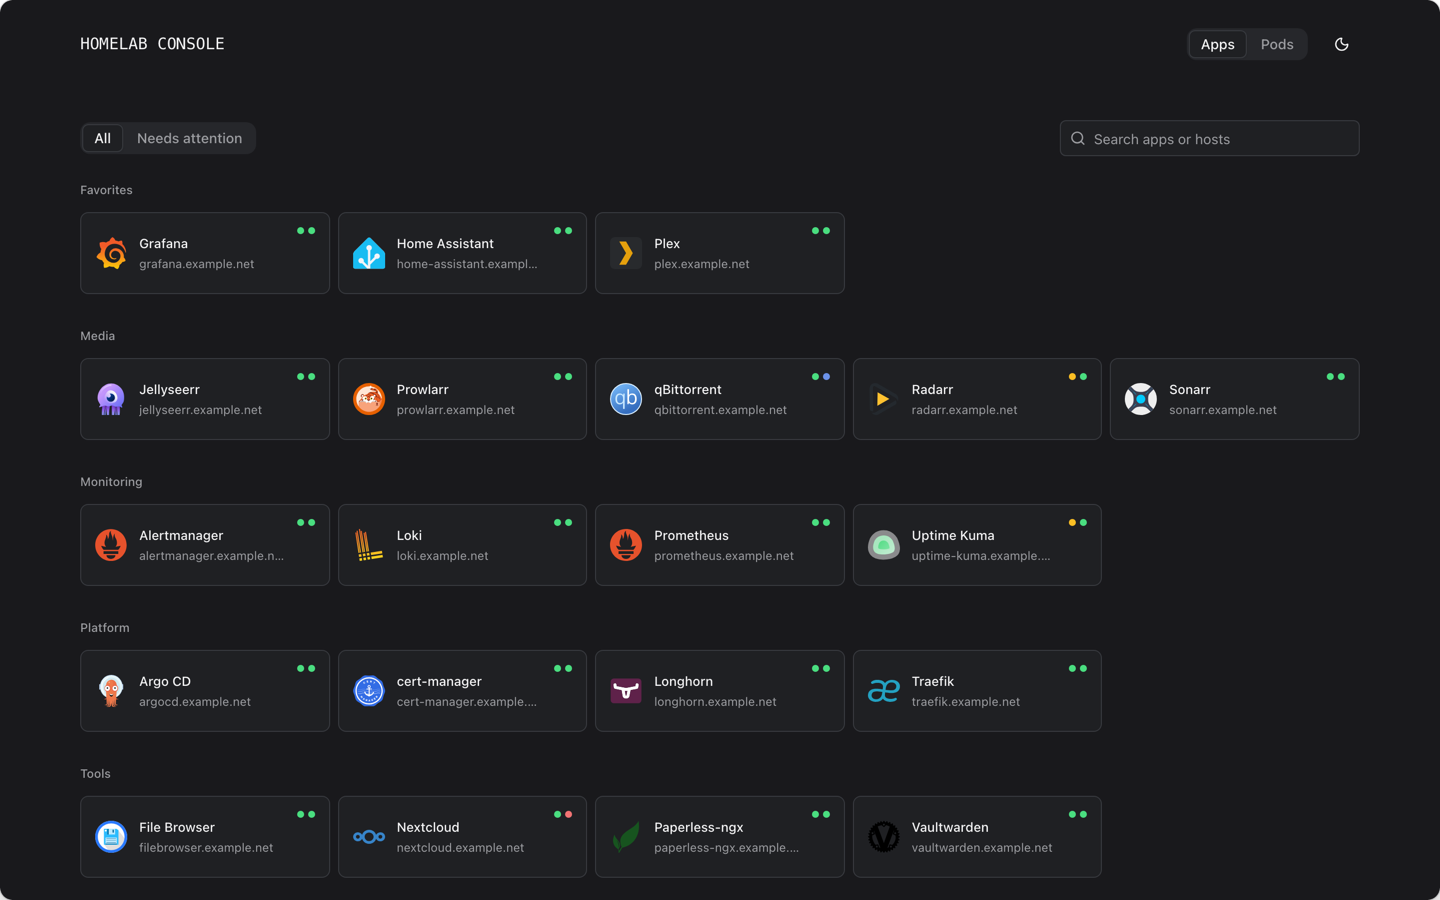 HOMELAB CONSOLE
Apps
Pods
All
Needs attention
Search apps or hosts
Favorites
Grafana
grafana.example.net
Home Assistant
home-assistant.exampl...
Plex
plex.example.net
Media
Jellyseerr
jellyseerr.example.net
Prowlarr
prowlarr.example.net
qb
qBittorrent
qbittorrent.example.net
Radarr
radarr.example.net
Sonarr
sonarr.example.net
Monitoring
Alertmanager
alertmanager.example.n...
Loki
loki.example.net
Prometheus
prometheus.example.net
Uptime Kuma
uptime-kuma.example....
Platform
Argo CD
argocd.example.net
cert-manager
cert-manager.example....
Longhorn
longhorn.example.net
Traefik
traefik.example.net
Tools
File Browser
filebrowser.example.net
Nextcloud
nextcloud.example.net
Paperless-ngx
paperless-ngx.example....
Vaultwarden
vaultwarden.example.net